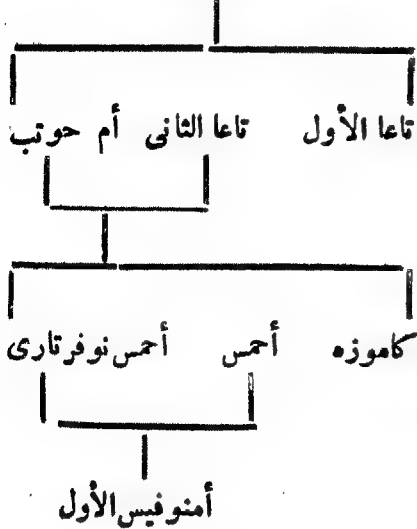 تاعا الأول تاعا الثانى أم حوتب
كاموزه أحمس أحمس نوفرتارى
أمنوفيس الأول